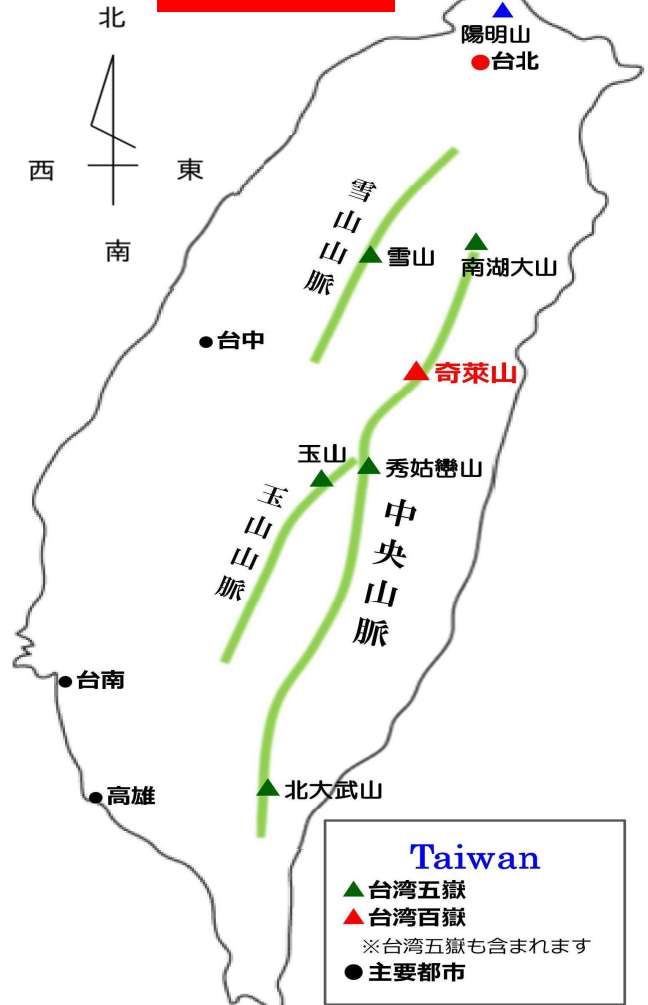 北
陽明山
台北
西
東
南
雪山山脈
雪山
南湖大山
台中
奇萊山
玉山
秀姑巒山
玉山山脈
中央山脈
台南
北大武山
高雄
Taiwan
台湾五嶽
台湾百嶽
※台湾五嶽も含まれます
主要都市